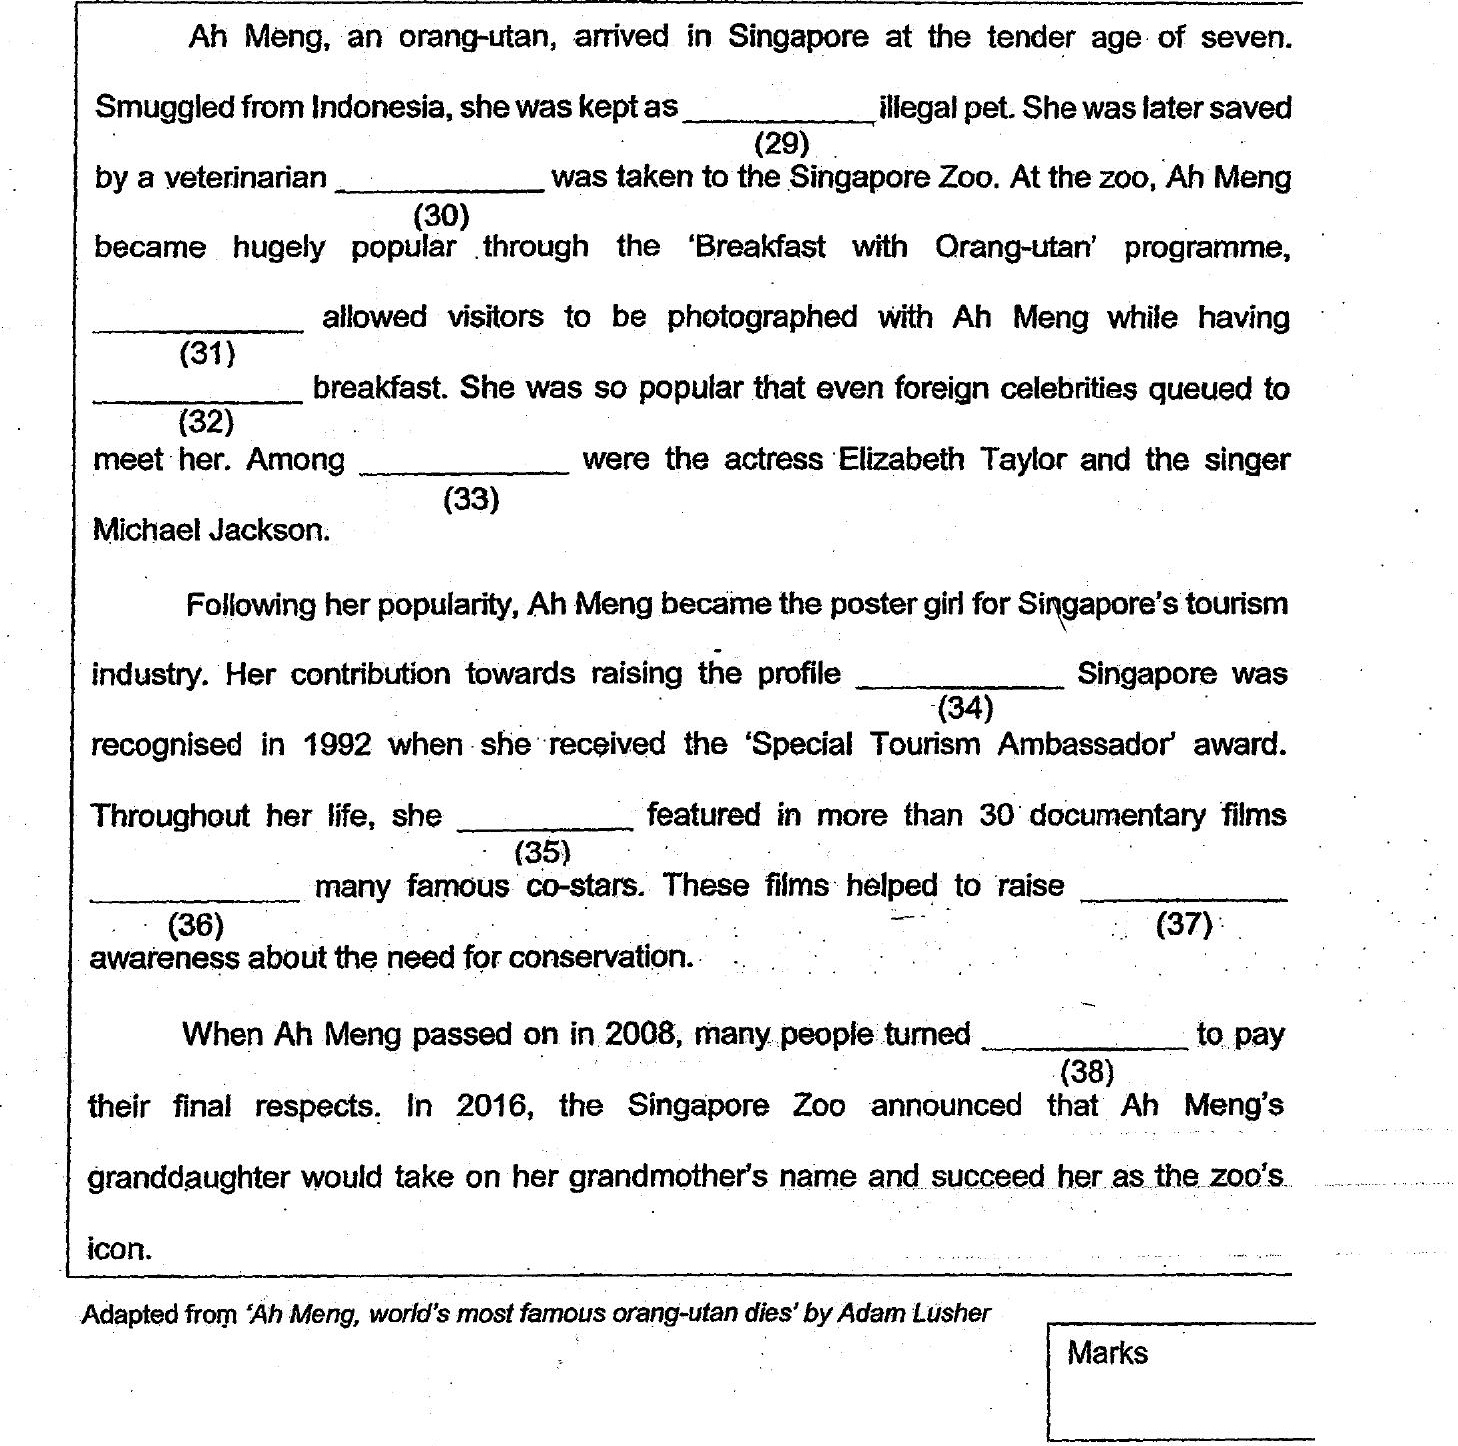 Ah Meng, an orang-utan, arrived in Singapore at the tender age of seven.
Smuggled from Indonesia, she was kept as ____________ illegal pet. She was later saved
(29)
by a veterinarian ____________ was taken to the Singapore Zoo. At the zoo, Ah Meng
(30)
became hugely popular through the ‘Breakfast with Orang-utan’ programme,
____________ allowed visitors to be photographed with Ah Meng while having
(31)
____________ breakfast. She was so popular that even foreign celebrities queued to
(32)
meet her. Among ____________ were the actress Elizabeth Taylor and the singer
(33)
Michael Jackson.
Following her popularity, Ah Meng became the poster girl for Singapore’s tourism
industry. Her contribution towards raising the profile ____________ Singapore was
(34)
recognised in 1992 when she received the ‘Special Tourism Ambassador’ award.
Throughout her life, she ____________ featured in more than 30 documentary films
(35)
____________ many famous co-stars. These films helped to raise ____________
(36) (37)
awareness about the need for conservation.
When Ah Meng passed on in 2008, many people turned ____________ to pay
(38)
their final respects. In 2016, the Singapore Zoo announced that Ah Meng’s
granddaughter would take on her grandmother’s name and succeed her as the zoo’s
icon.
Adapted from ‘Ah Meng, world’s most famous orang-utan dies’ by Adam Lusher
Marks